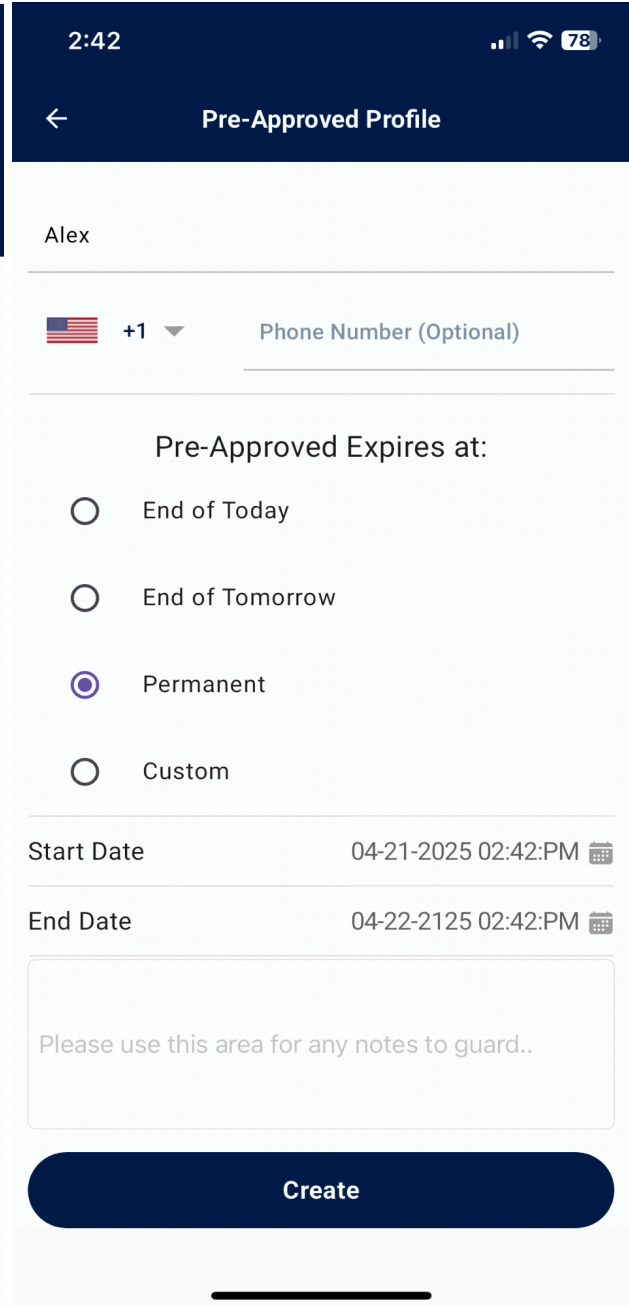 2:42 78
Pre-Approved Profile
Alex
+1 Phone Number (Optional)
Pre-Approved Expires at:
End of Today
End of Tomorrow
Permanent
Custom
Start Date 04-21-2025 02:42:PM
End Date 04-22-2125 02:42:PM
Please use this area for any notes to guard..
Create